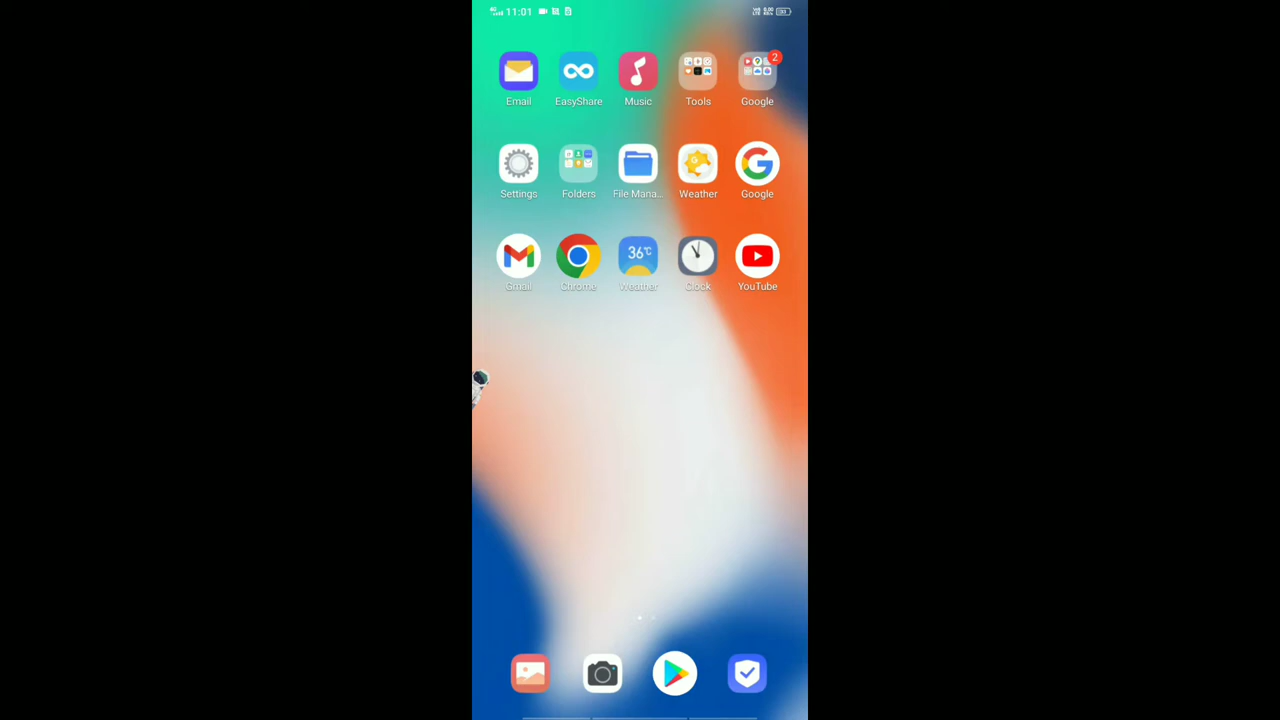 11:01
Email EasyShare Music Tools Google
2
Settings Folders File Mana... Weather Google
36°C
Gmail Chrome Weather Clock YouTube